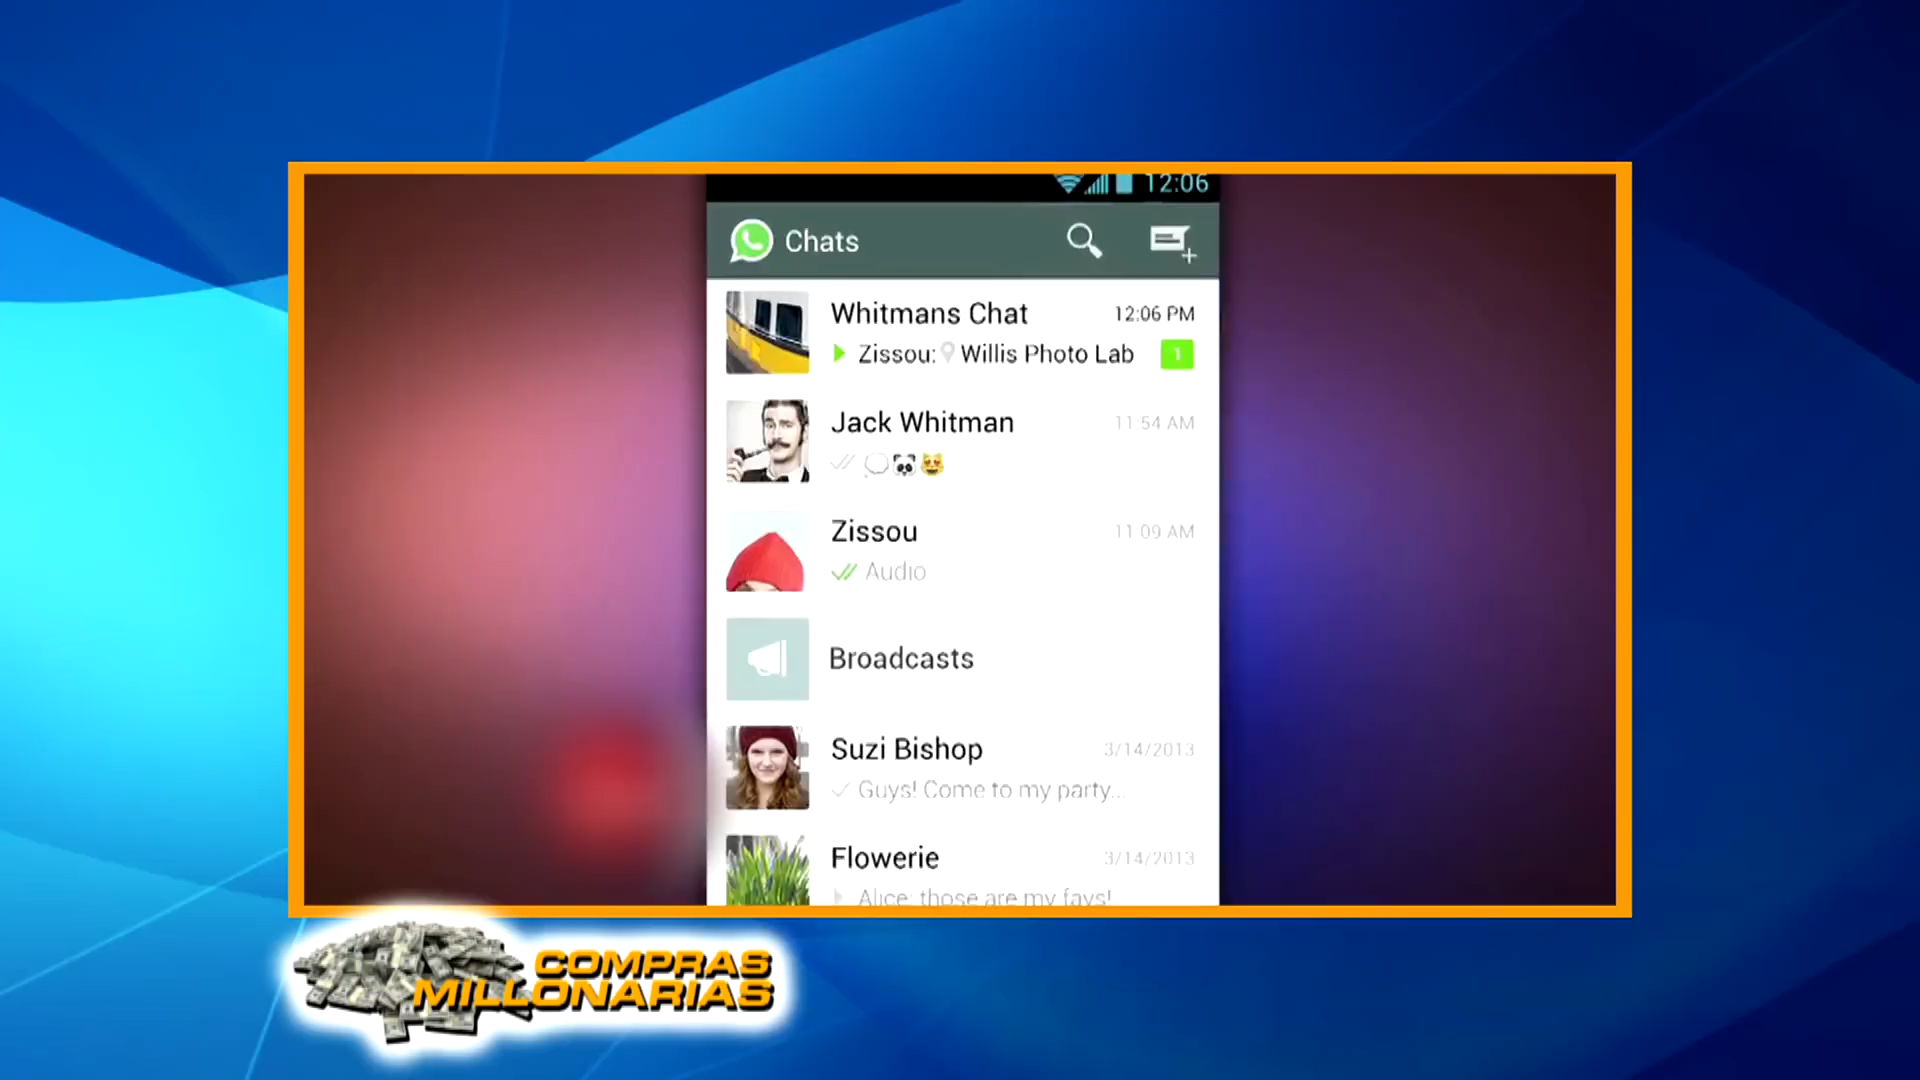 12:06
Chats
Whitmans Chat 12:06 PM
Zissou: Willis Photo Lab 1
Jack Whitman 11:54 AM
Zissou 11:09 AM
Audio
Broadcasts
Suzi Bishop 3/14/2013
Guys! Come to my party...
Flowerie 3/14/2013
Alice: those are my favs!
COMPRAS
MILLONARIAS